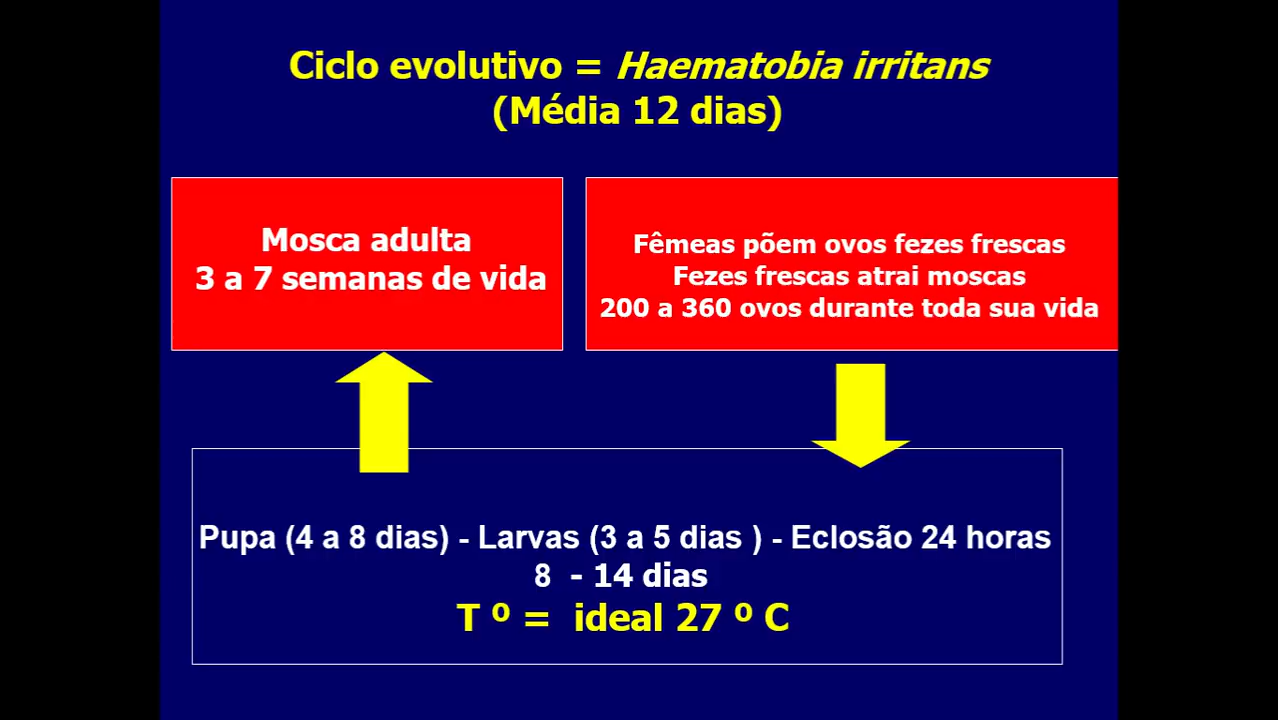 Ciclo evolutivo = Haematobia irritans
(Média 12 dias)
Mosca adulta
3 a 7 semanas de vida
Fêmeas põem ovos fezes frescas
Fezes frescas atrai moscas
200 a 360 ovos durante toda sua vida
Pupa (4 a 8 dias) - Larvas (3 a 5 dias ) - Eclosão 24 horas
8 - 14 dias
T º = ideal 27 º C